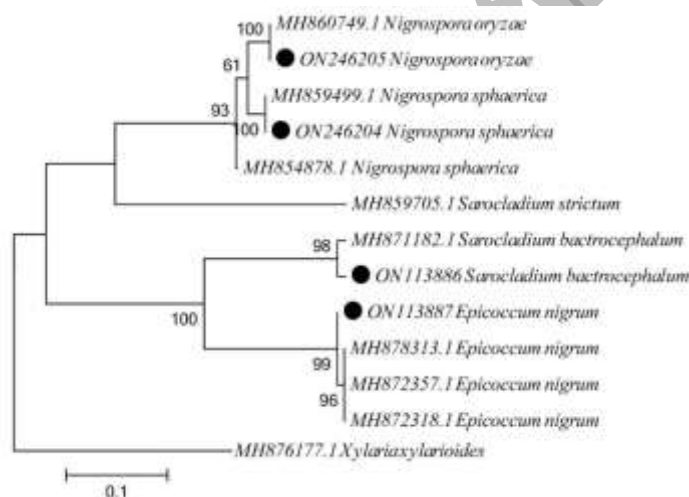 MH860749.1 Nigrospora oryzae
100
ON246205 Nigrospora oryzae
61
MH859499.1 Nigrospora sphaerica
93
100
ON246204 Nigrospora sphaerica
MH854878.1 Nigrospora sphaerica
MH859705.1 Sarocladium strictum
MH871182.1 Sarocladium bactrocephalum
98
ON113886 Sarocladium bactrocephalum
ON113887 Epicoccum nigrum
100
MH878313.1 Epicoccum nigrum
99
MH872357.1 Epicoccum nigrum
96
MH872318.1 Epicoccum nigrum
MH876177.1 Xylariaxylarioides
0.1